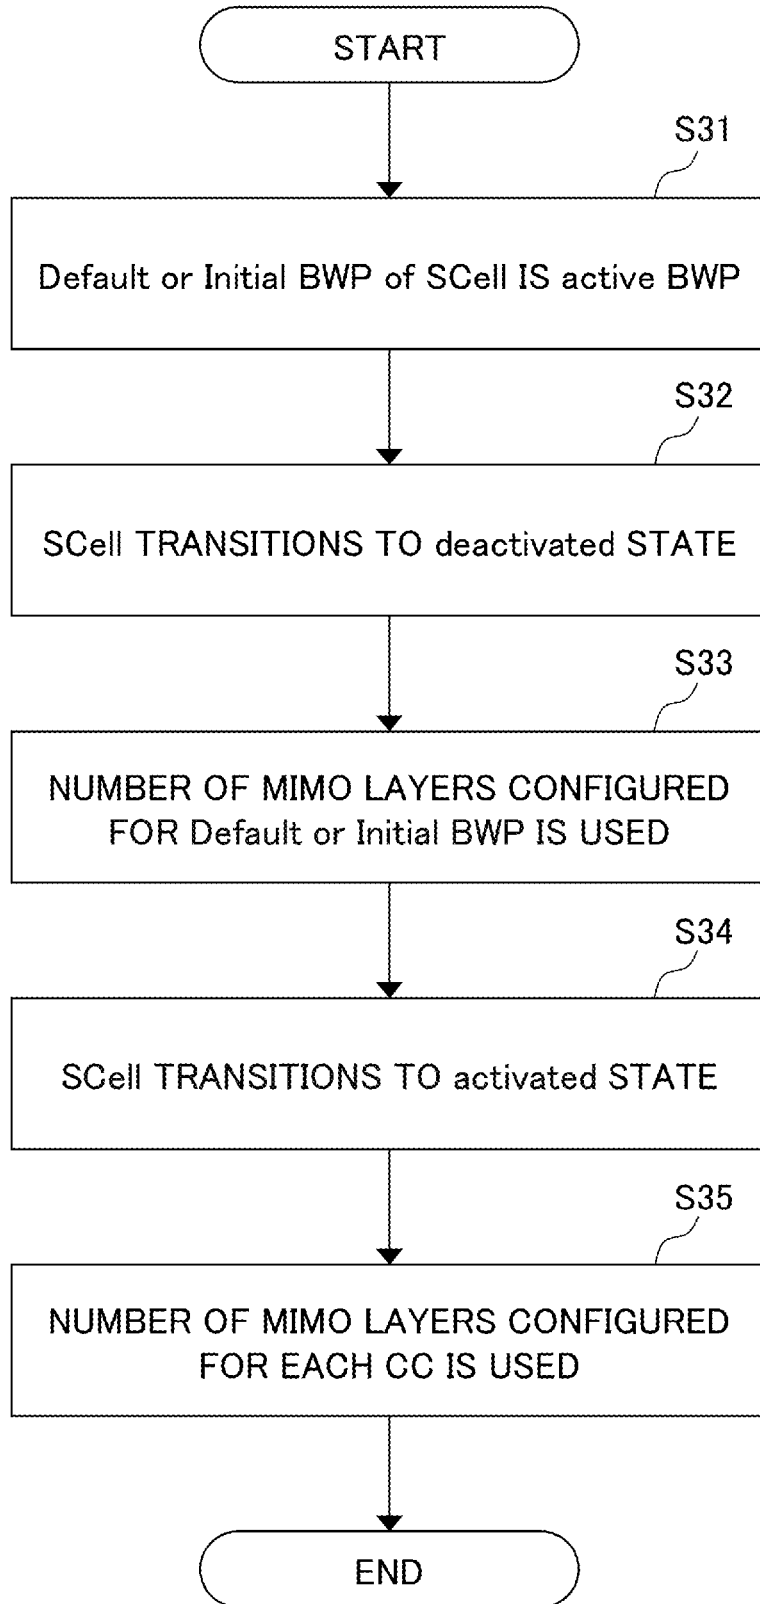 START
S31
Default or Initial BWP of SCell IS active BWP
S32
SCell TRANSITIONS TO deactivated STATE
S33
NUMBER OF MIMO LAYERS CONFIGURED
FOR Default or Initial BWP IS USED
S34
SCell TRANSITIONS TO activated STATE
S35
NUMBER OF MIMO LAYERS CONFIGURED
FOR EACH CC IS USED
END